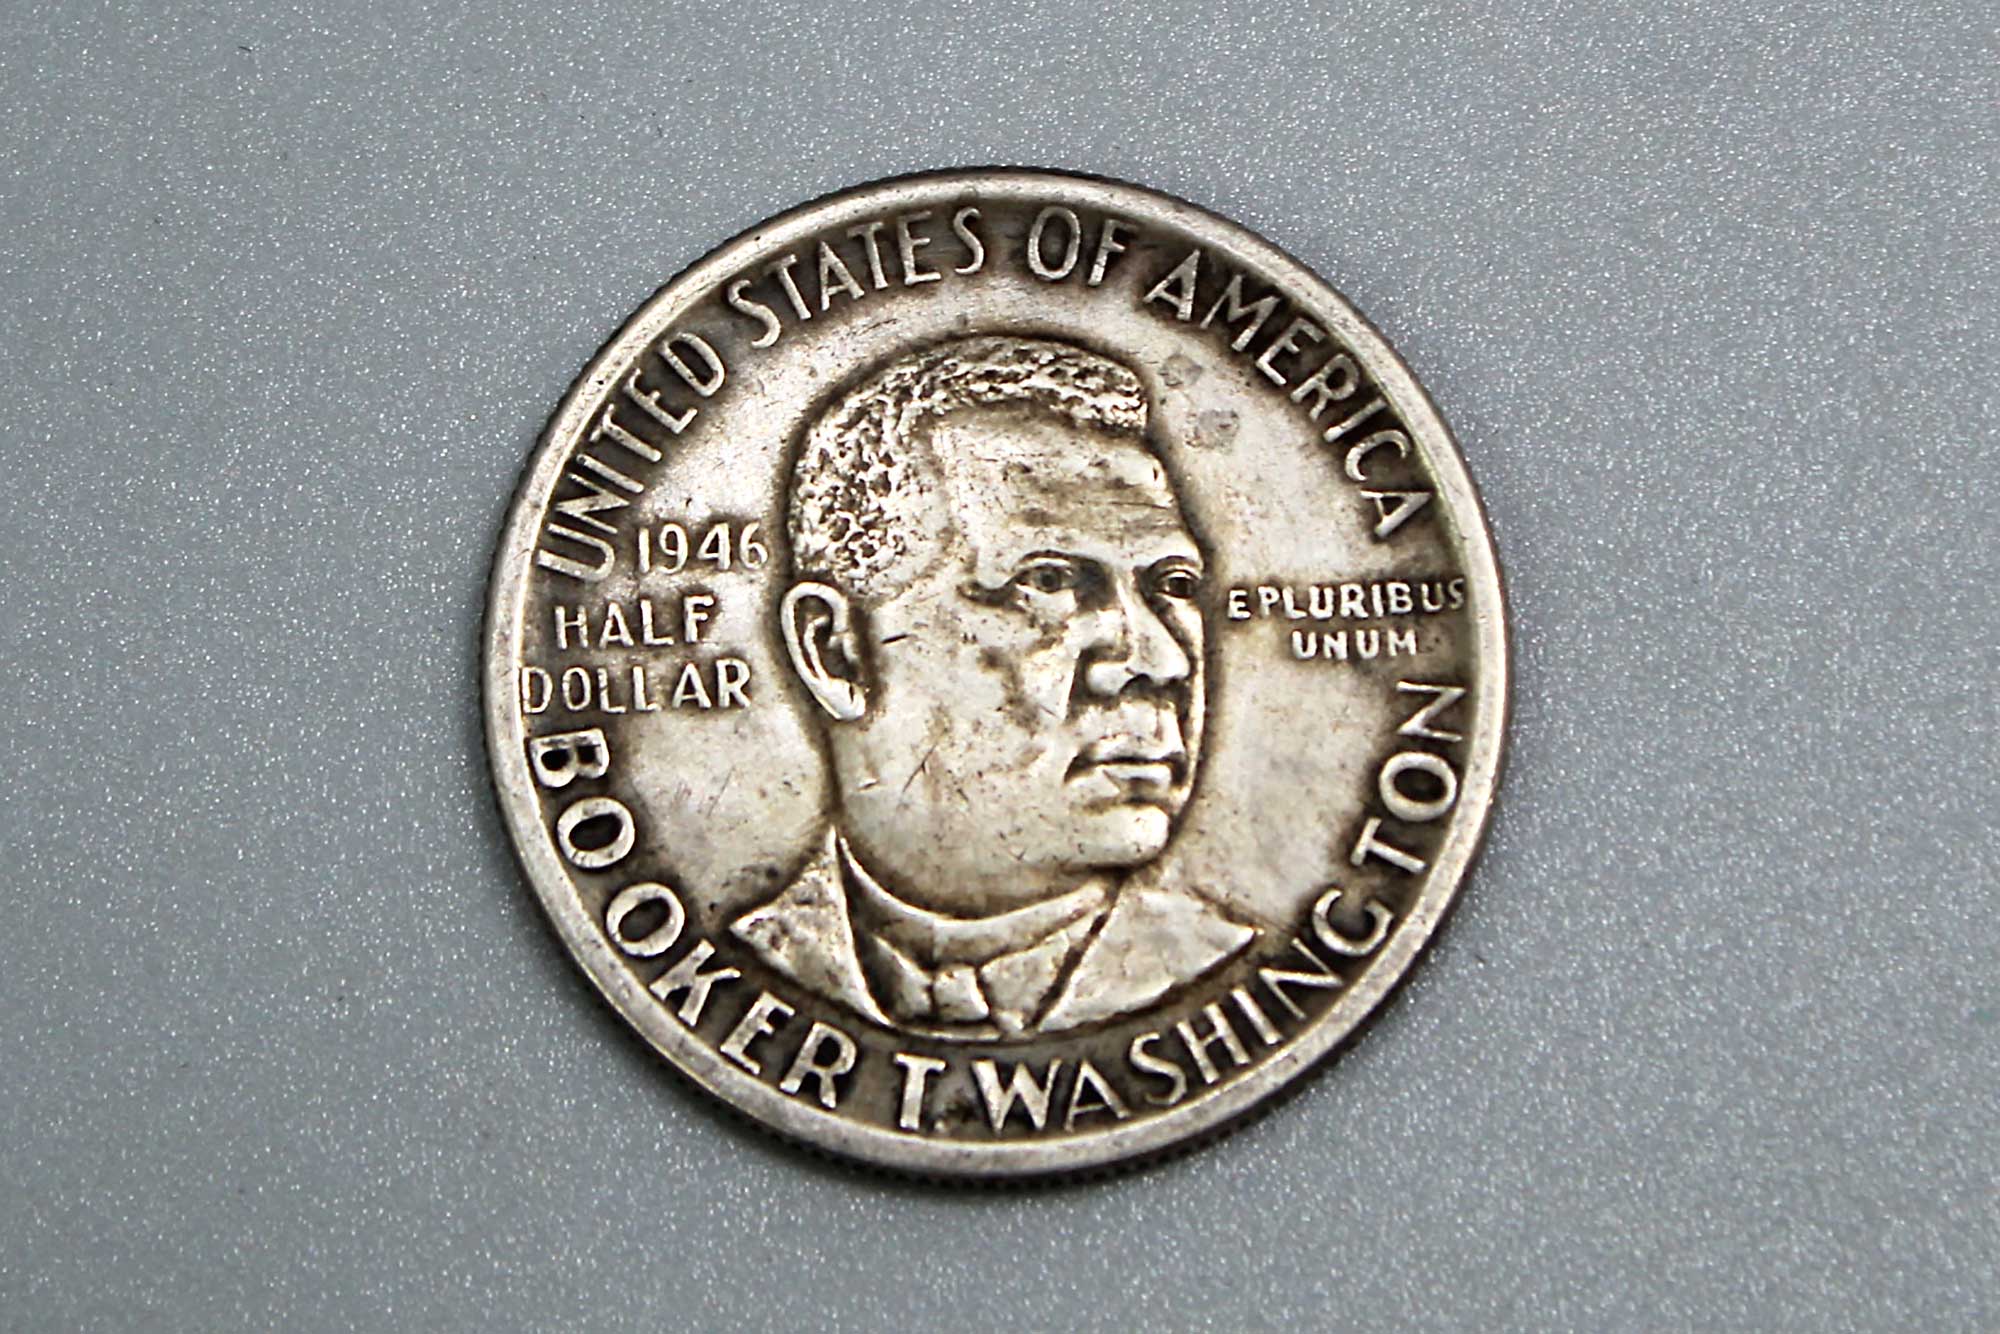 UNITED STATES OF AMERICA
1946
HALF
DOLLAR
E PLURIBUS
UNUM
BOOKER T. WASHINGTON